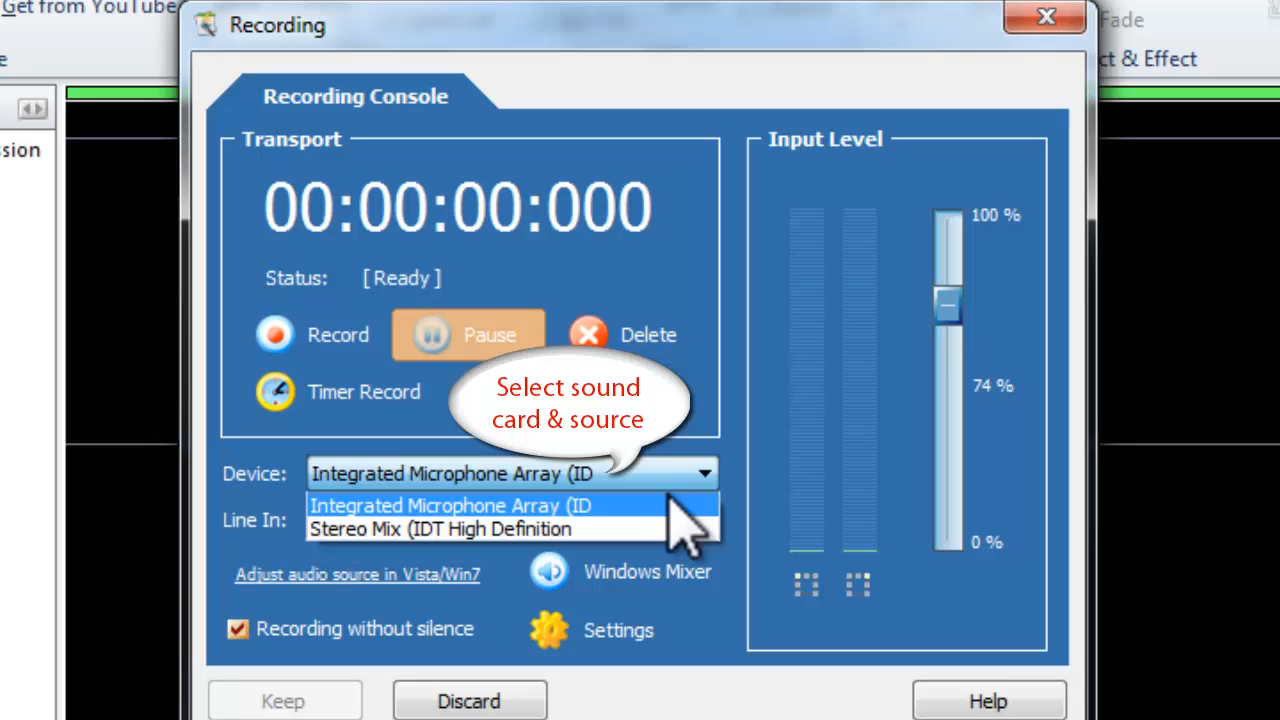 Get from YouTube
Recording
Fade
ct & Effect
e
ssion
Recording Console
Transport
Input Level
00:00:00:000
100 %
Status: [ Ready ]
Record Pause Delete
Timer Record
Select sound
card & source
74 %
Device: Integrated Microphone Array (ID
Integrated Microphone Array (ID
Line In:
Stereo Mix (IDT High Definition
0 %
Adjust audio source in Vista/Win7
Windows Mixer
Recording without silence
Settings
Keep Discard Help